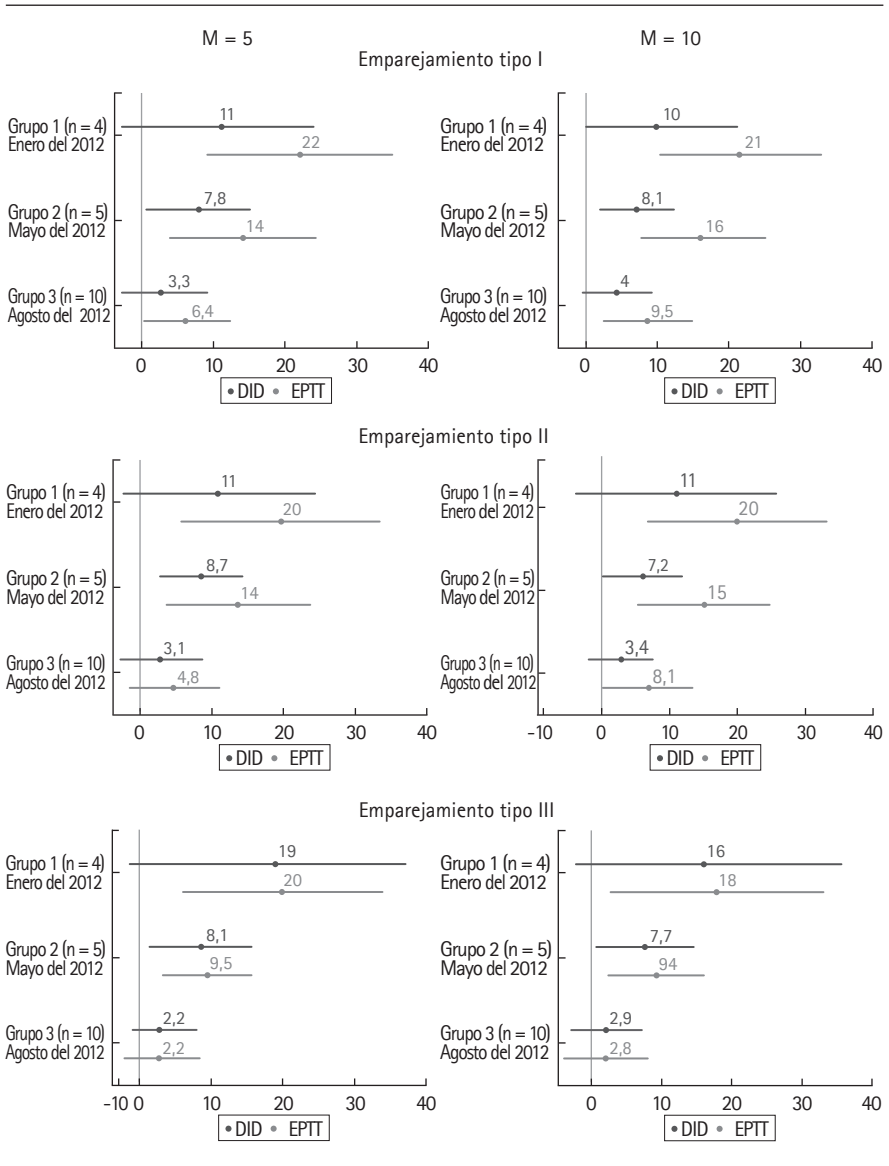 M = 5
M = 10
Emparejamiento tipo I
Grupo 1 (n = 4)
Enero del 2012
11
22
Grupo 2 (n = 5)
Mayo del 2012
7,8
14
Grupo 3 (n = 10)
Agosto del 2012
3,3
6,4
0 10 20 30 40
DID EPTT
Grupo 1 (n = 4)
Enero del 2012
10
21
Grupo 2 (n = 5)
Mayo del 2012
8,1
16
Grupo 3 (n = 10)
Agosto del 2012
4
9,5
0 10 20 30 40
DID EPTT
Emparejamiento tipo II
Grupo 1 (n = 4)
Enero del 2012
11
20
Grupo 2 (n = 5)
Mayo del 2012
8,7
14
Grupo 3 (n = 10)
Agosto del 2012
3,1
4,8
0 10 20 30 40
DID EPTT
Grupo 1 (n = 4)
Enero del 2012
11
20
Grupo 2 (n = 5)
Mayo del 2012
7,2
15
Grupo 3 (n = 10)
Agosto del 2012
3,4
8,1
-10 0 10 20 30 40
DID EPTT
Emparejamiento tipo III
Grupo 1 (n = 4)
Enero del 2012
19
20
Grupo 2 (n = 5)
Mayo del 2012
8,1
9,5
Grupo 3 (n = 10)
Agosto del 2012
2,2
2,2
-10 0 10 20 30 40
DID EPTT
Grupo 1 (n = 4)
Enero del 2012
16
18
Grupo 2 (n = 5)
Mayo del 2012
7,7
94
Grupo 3 (n = 10)
Agosto del 2012
2,9
2,8
0 10 20 30 40
DID EPTT